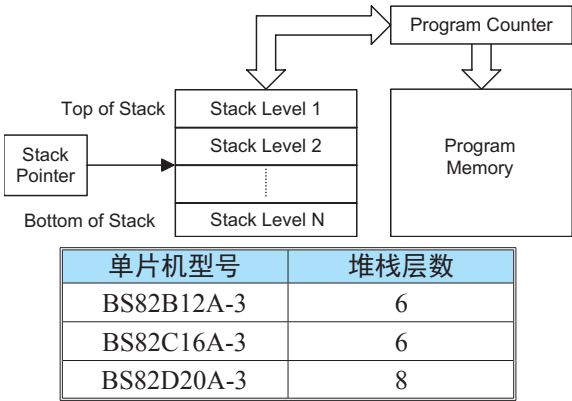 Program Counter
Top of Stack
Stack Level 1
Stack Level 2
Stack
Pointer
Program
Memory
Bottom of Stack
Stack Level N
单片机型号 堆栈层数
BS82B12A-3 6
BS82C16A-3 6
BS82D20A-3 8